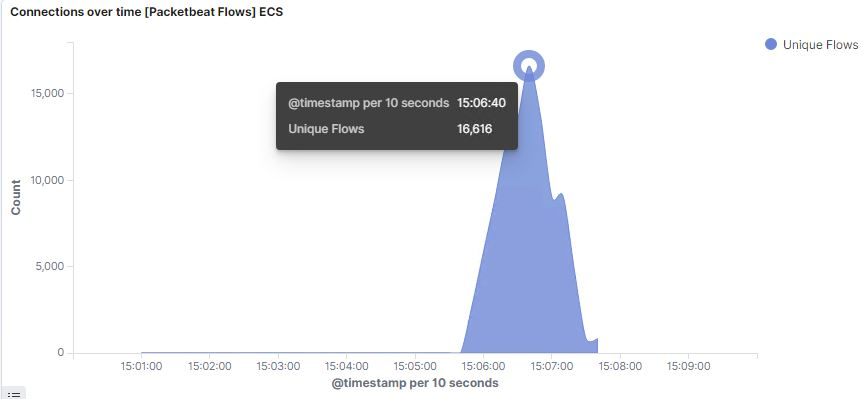 Connections over time [Packetbeat Flows] ECS
Unique Flows
@timestamp per 10 seconds 15:06:40
Unique Flows 16,616
15,000
10,000
5,000
0
Count
15:01:00 15:02:00 15:03:00 15:04:00 15:05:00 15:06:00 15:07:00 15:08:00 15:09:00
@timestamp per 10 seconds